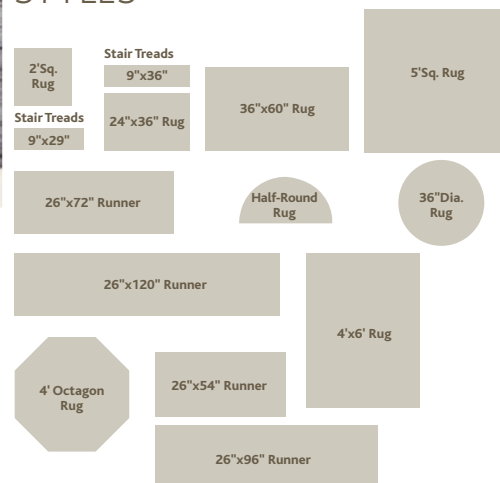 STYLES
Stair Treads
2'Sq.
Rug
9"x36"
5'Sq. Rug
36"x60" Rug
Stair Treads
24"x36" Rug
9"x29"
26"x72" Runner
Half-Round
Rug
36"Dia.
Rug
26"x120" Runner
4'x6' Rug
4' Octagon
Rug
26"x54" Runner
26"x96" Runner